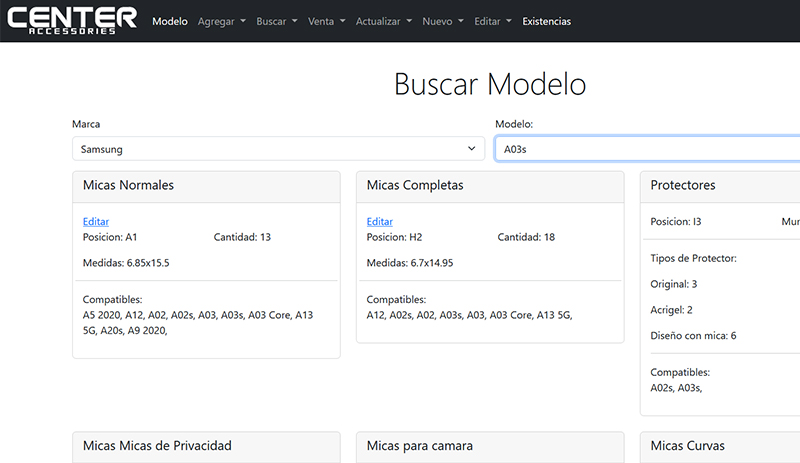 CENTER
ACCESSORIES
Modelo Agregar Buscar Venta Actualizar Nuevo Editar Existencias
Buscar Modelo
Marca
Modelo:
Samsung
A03s
Micas Normales
Editar
Posicion: A1 Cantidad: 13
Medidas: 6.85x15.5
Compatibles:
A5 2020, A12, A02, A02s, A03, A03s, A03 Core, A13
5G, A20s, A9 2020,
Micas Completas
Editar
Posicion: H2 Cantidad: 18
Medidas: 6.7x14.95
Compatibles:
A12, A02s, A02, A03s, A03, A03 Core, A13 5G,
Protectores
Posicion: I3
Tipos de Protector:
Original: 3
Acrigel: 2
Diseño con mica: 6
Compatibles:
A02s, A03s,
Micas Micas de Privacidad
Micas para camara
Micas Curvas